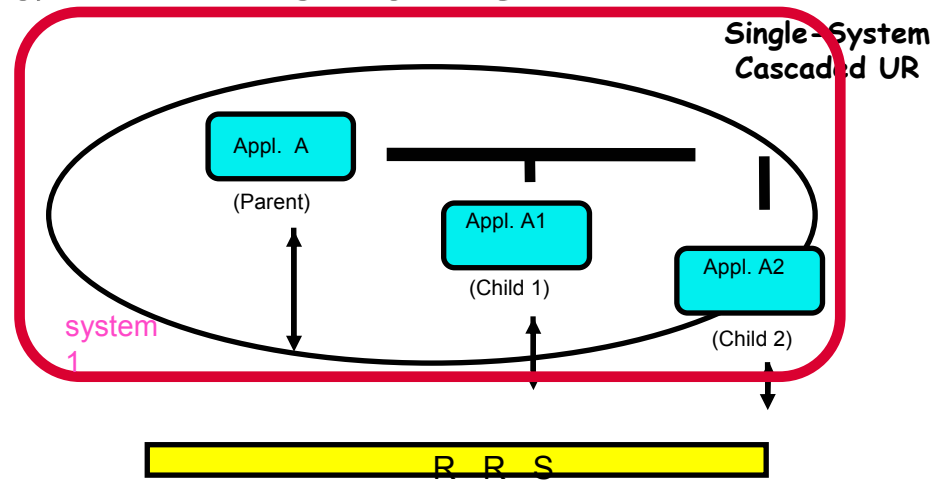 Single-System
Cascaded UR
Appl. A
(Parent)
Appl. A1
(Child 1)
Appl. A2
(Child 2)
system
1
R R S